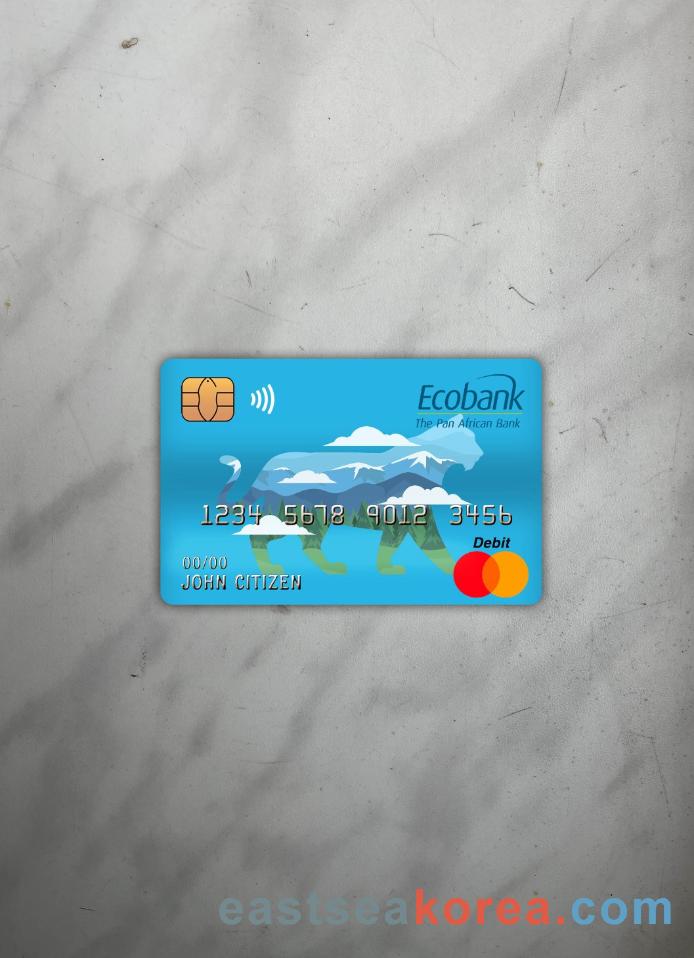 Ecobank
The Pan African Bank
1234 5678 9012 3456
Debit
00/00
JOHN CITIZEN
eastseakorea.com